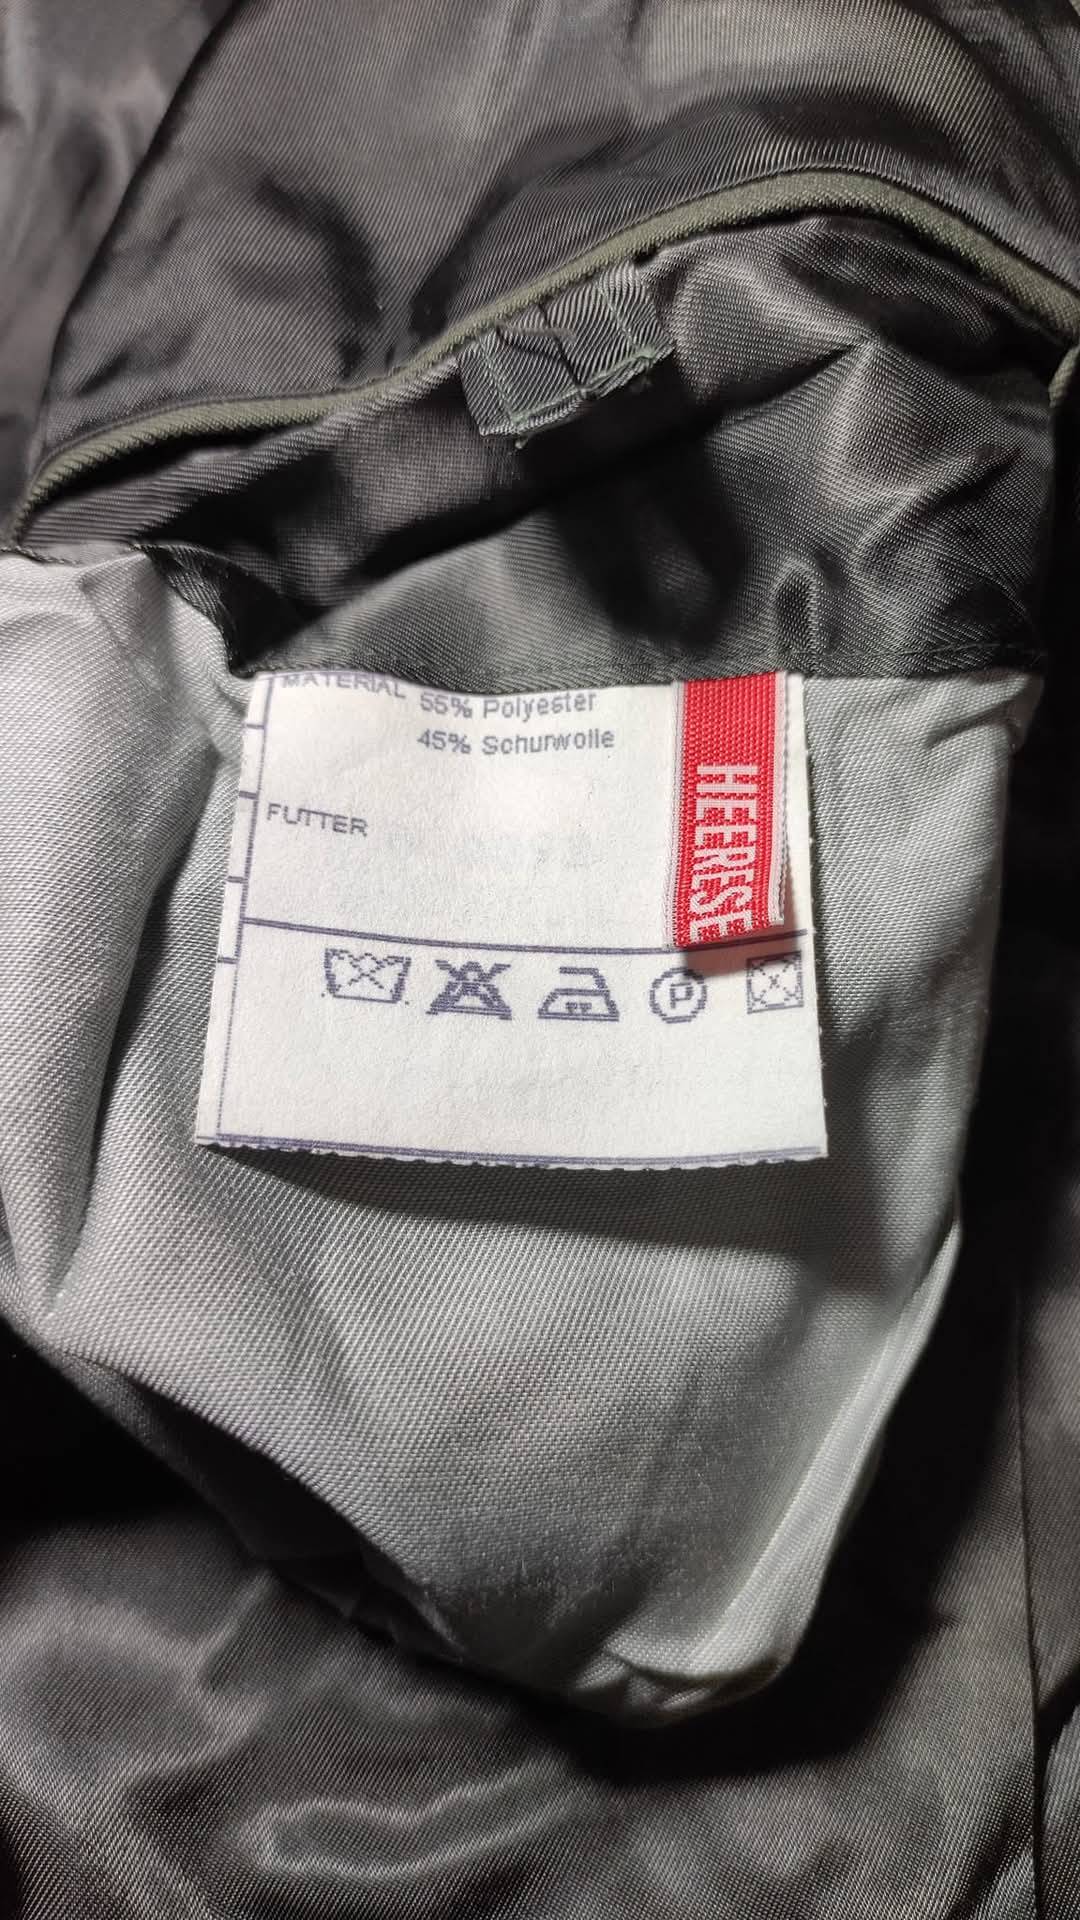 MATERIAL 55% Polyester
45% Schurwolle
FUTTER
HEERESE
P